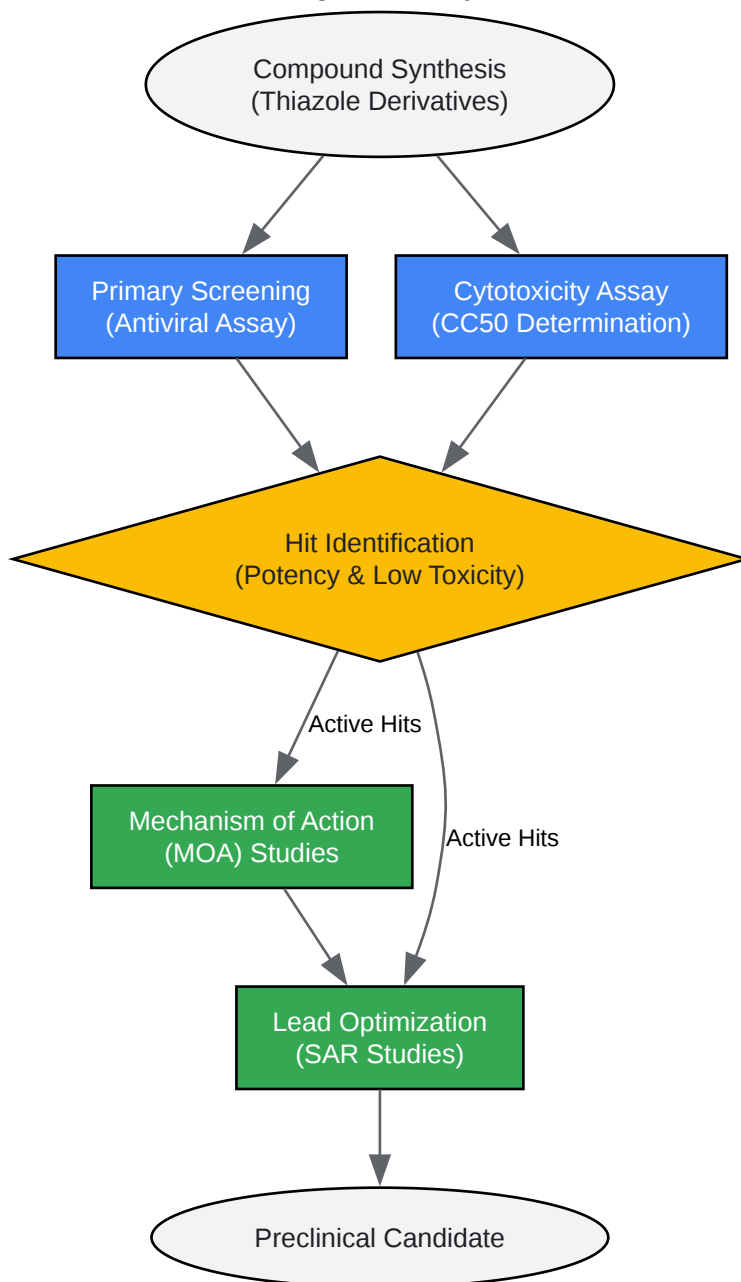 Compound Synthesis
(Thiazole Derivatives)
Primary Screening
(Antiviral Assay)
Cytotoxicity Assay
(CC50 Determination)
Hit Identification
(Potency & Low Toxicity)
Active Hits
Mechanism of Action
(MOA) Studies
Active Hits
Lead Optimization
(SAR Studies)
Preclinical Candidate